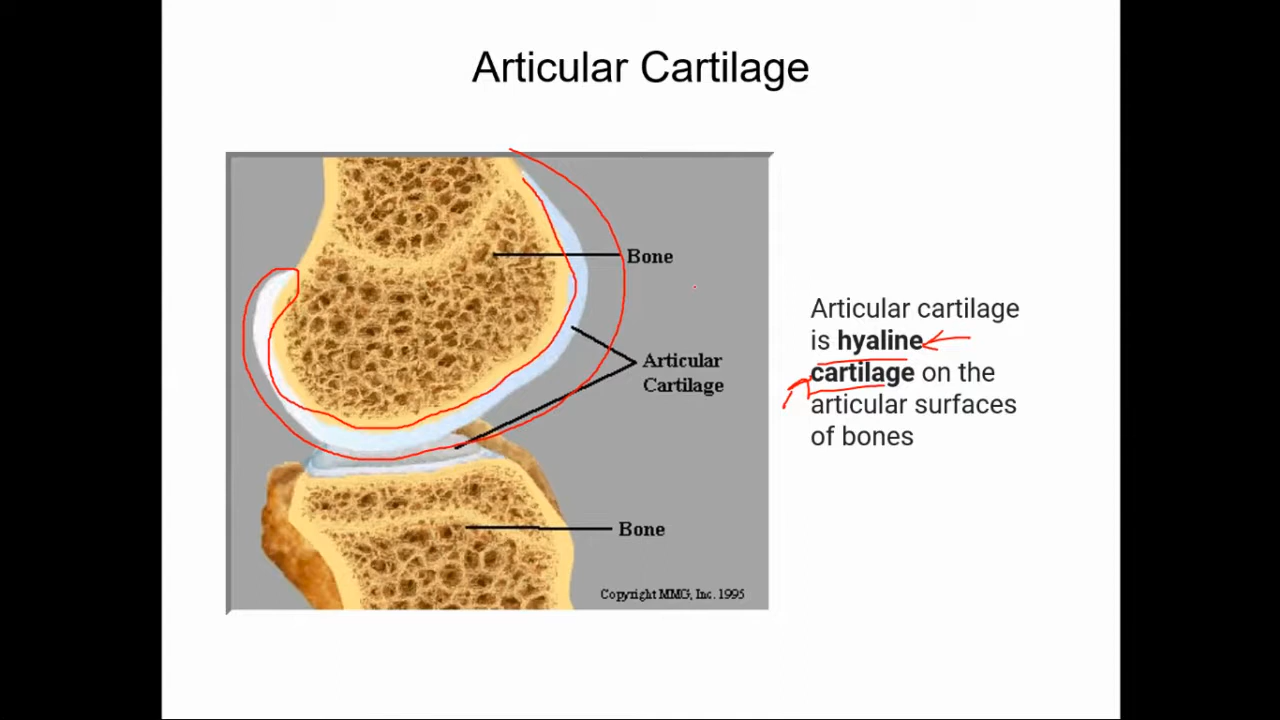 Articular Cartilage
Bone
Articular
Cartilage
Bone
Copyright MMG, Inc. 1995
Articular cartilage
is hyaline
cartilage on the
articular surfaces
of bones